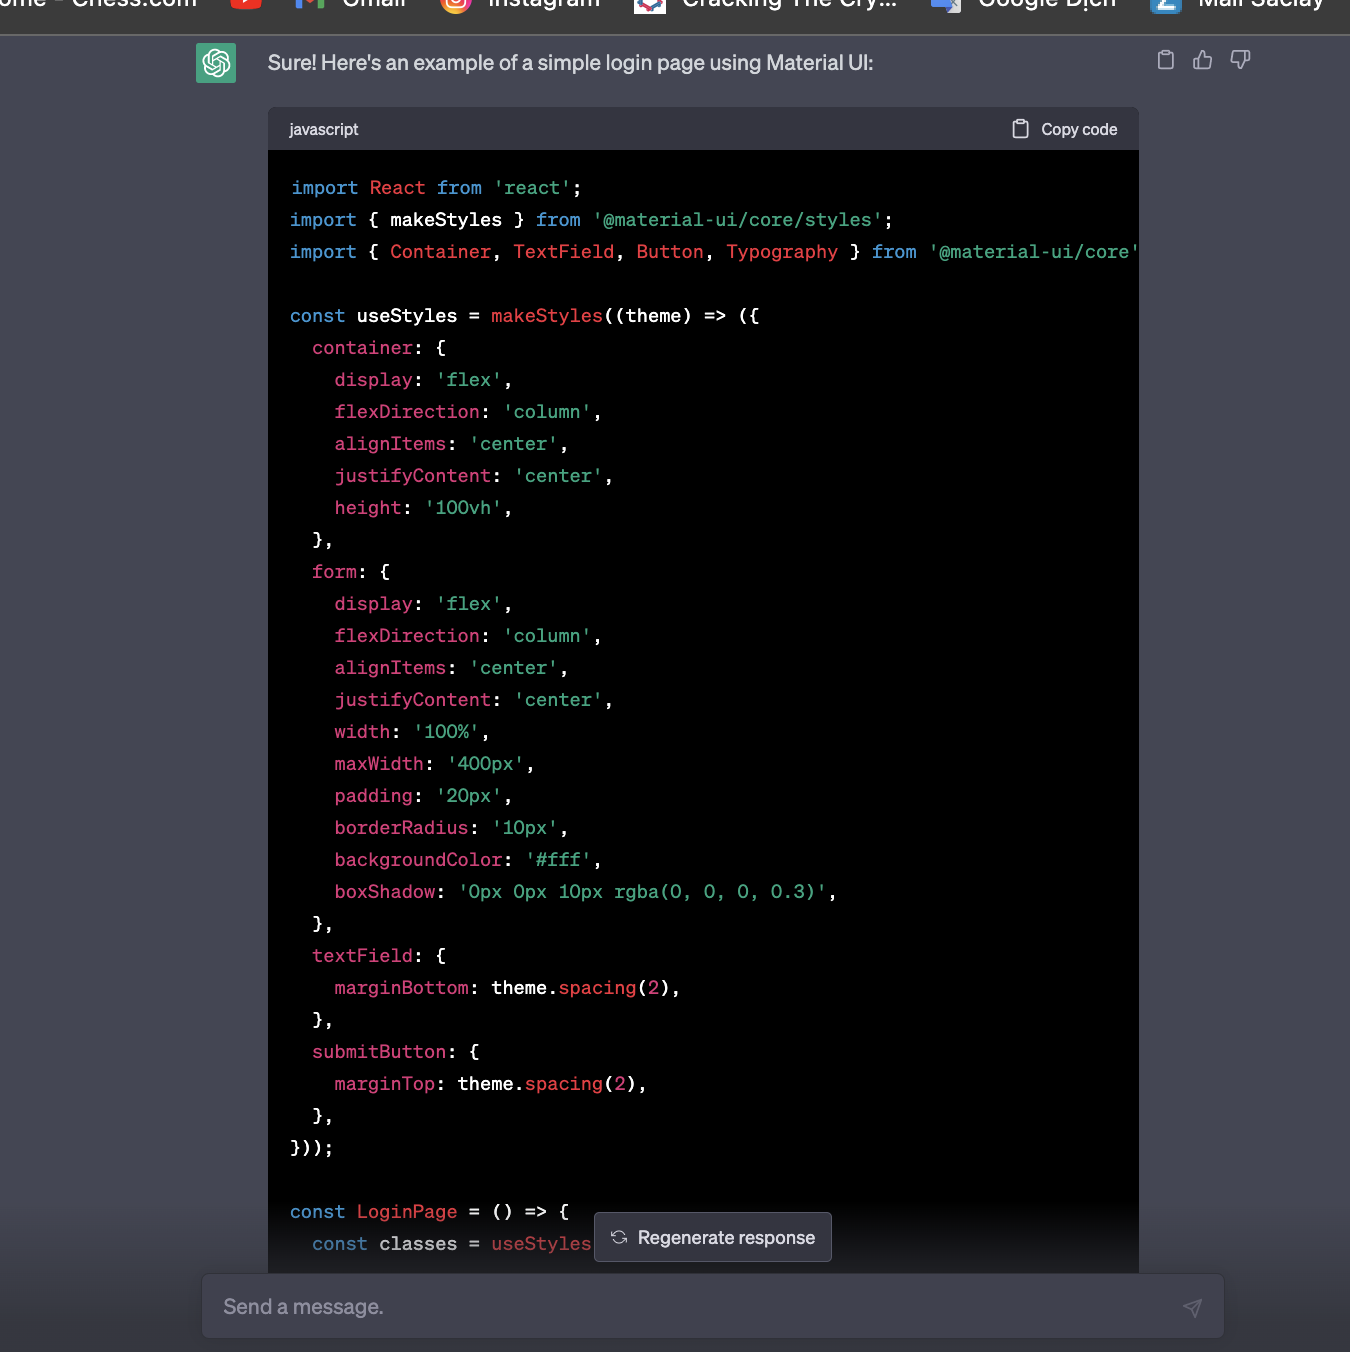 Chess.com Gmail Instagram Cracking The Cry... Google Dịch Mail Saclay
Sure! Here's an example of a simple login page using Material UI:
javascript Copy code
import React from 'react';
import { makeStyles } from '@material-ui/core/styles';
import { Container, TextField, Button, Typography } from '@material-ui/core'
const useStyles = makeStyles((theme) => ({
  container: {
    display: 'flex',
    flexDirection: 'column',
    alignItems: 'center',
    justifyContent: 'center',
    height: '100vh',
  },
  form: {
    display: 'flex',
    flexDirection: 'column',
    alignItems: 'center',
    justifyContent: 'center',
    width: '100%',
    maxWidth: '400px',
    padding: '20px',
    borderRadius: '10px',
    backgroundColor: '#fff',
    boxShadow: '0px 0px 10px rgba(0, 0, 0, 0.3)',
  },
  textField: {
    marginBottom: theme.spacing(2),
  },
  submitButton: {
    marginTop: theme.spacing(2),
  },
}));
const LoginPage = () => {
  const classes = useStyles
Regenerate response
Send a message.